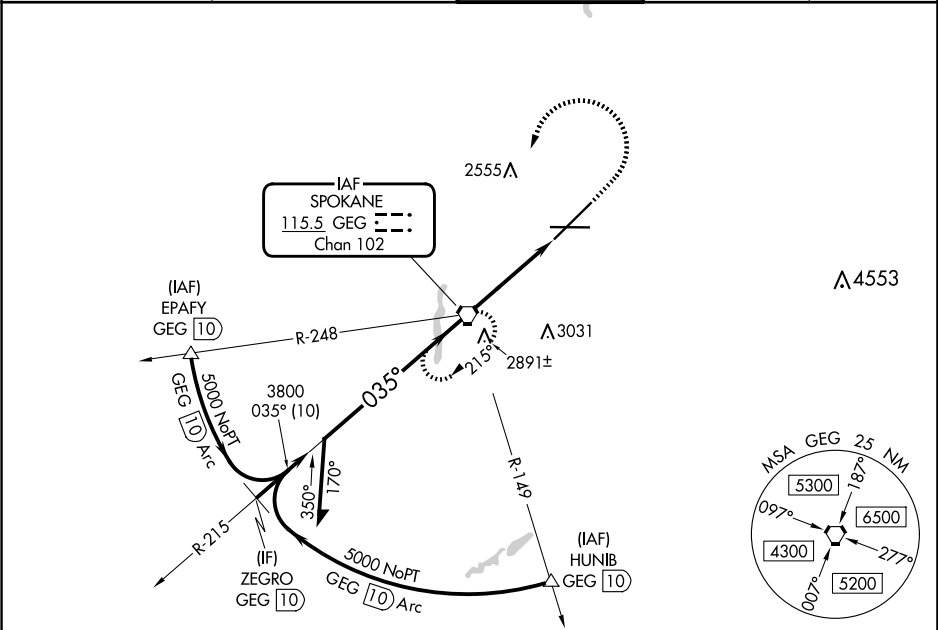 2555
IAF
SPOKANE
115.5 GEG
Chan 102
4553
(IAF)
EPAFY
GEG 10
R-248
3031
215°
2891±
5000 NoPT
GEG 10 Arc
3800
035° (10)
035°
R-149
350°
170°
R-215
(IF)
ZEGRO
GEG 10
5000 NoPT
GEG 10 Arc
(IAF)
HUNIB
GEG 10
MSA GEG 25 NM
5300
187°
097°
6500
4300
277°
5200
007°